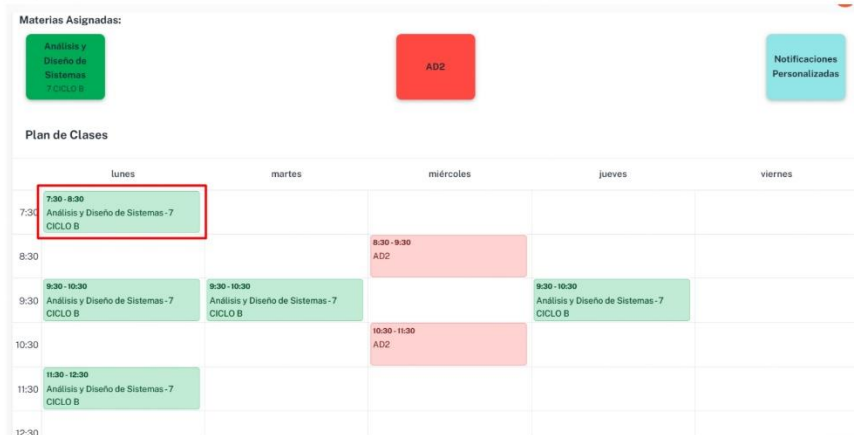 Materias Asignadas:
Análisis y
Diseño de
Sistemas
7 CICLO B
AD2
Notificaciones
Personalizadas
Plan de Clases
lunes
martes
miércoles
jueves
viernes
7:30
7:30 - 8:30
Análisis y Diseño de Sistemas - 7
CICLO B
8:30
8:30 - 9:30
AD2
9:30
9:30 - 10:30
Análisis y Diseño de Sistemas - 7
CICLO B
9:30 - 10:30
Análisis y Diseño de Sistemas - 7
CICLO B
9:30 - 10:30
Análisis y Diseño de Sistemas - 7
CICLO B
10:30
10:30 - 11:30
AD2
11:30
11:30 - 12:30
Análisis y Diseño de Sistemas - 7
CICLO B
12:30